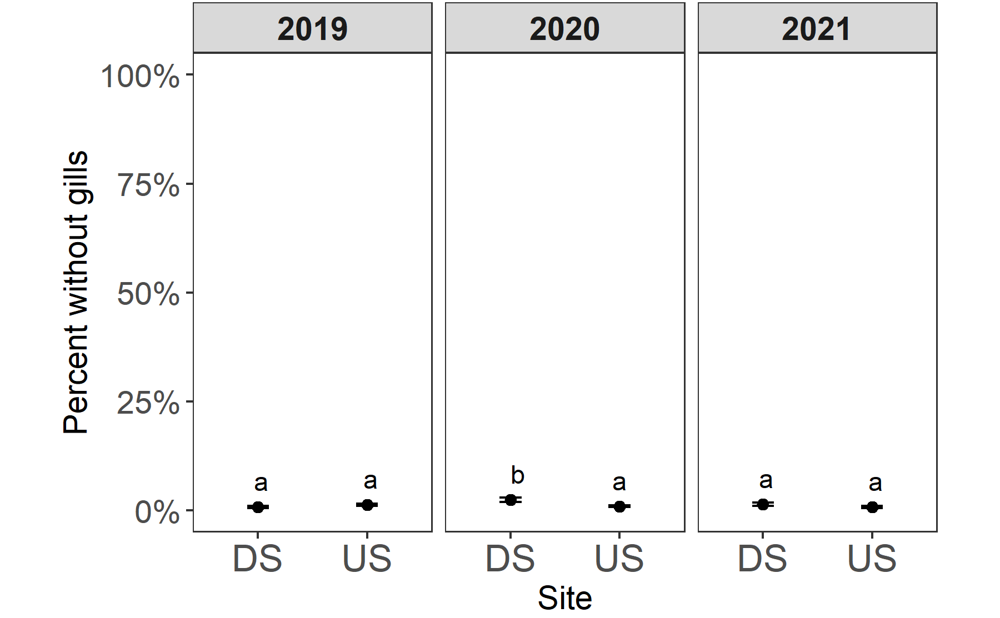 2019 2020 2021
100%
75%
50%
25%
0%
Percent without gills
a a b a a a
DS US DS US DS US
Site